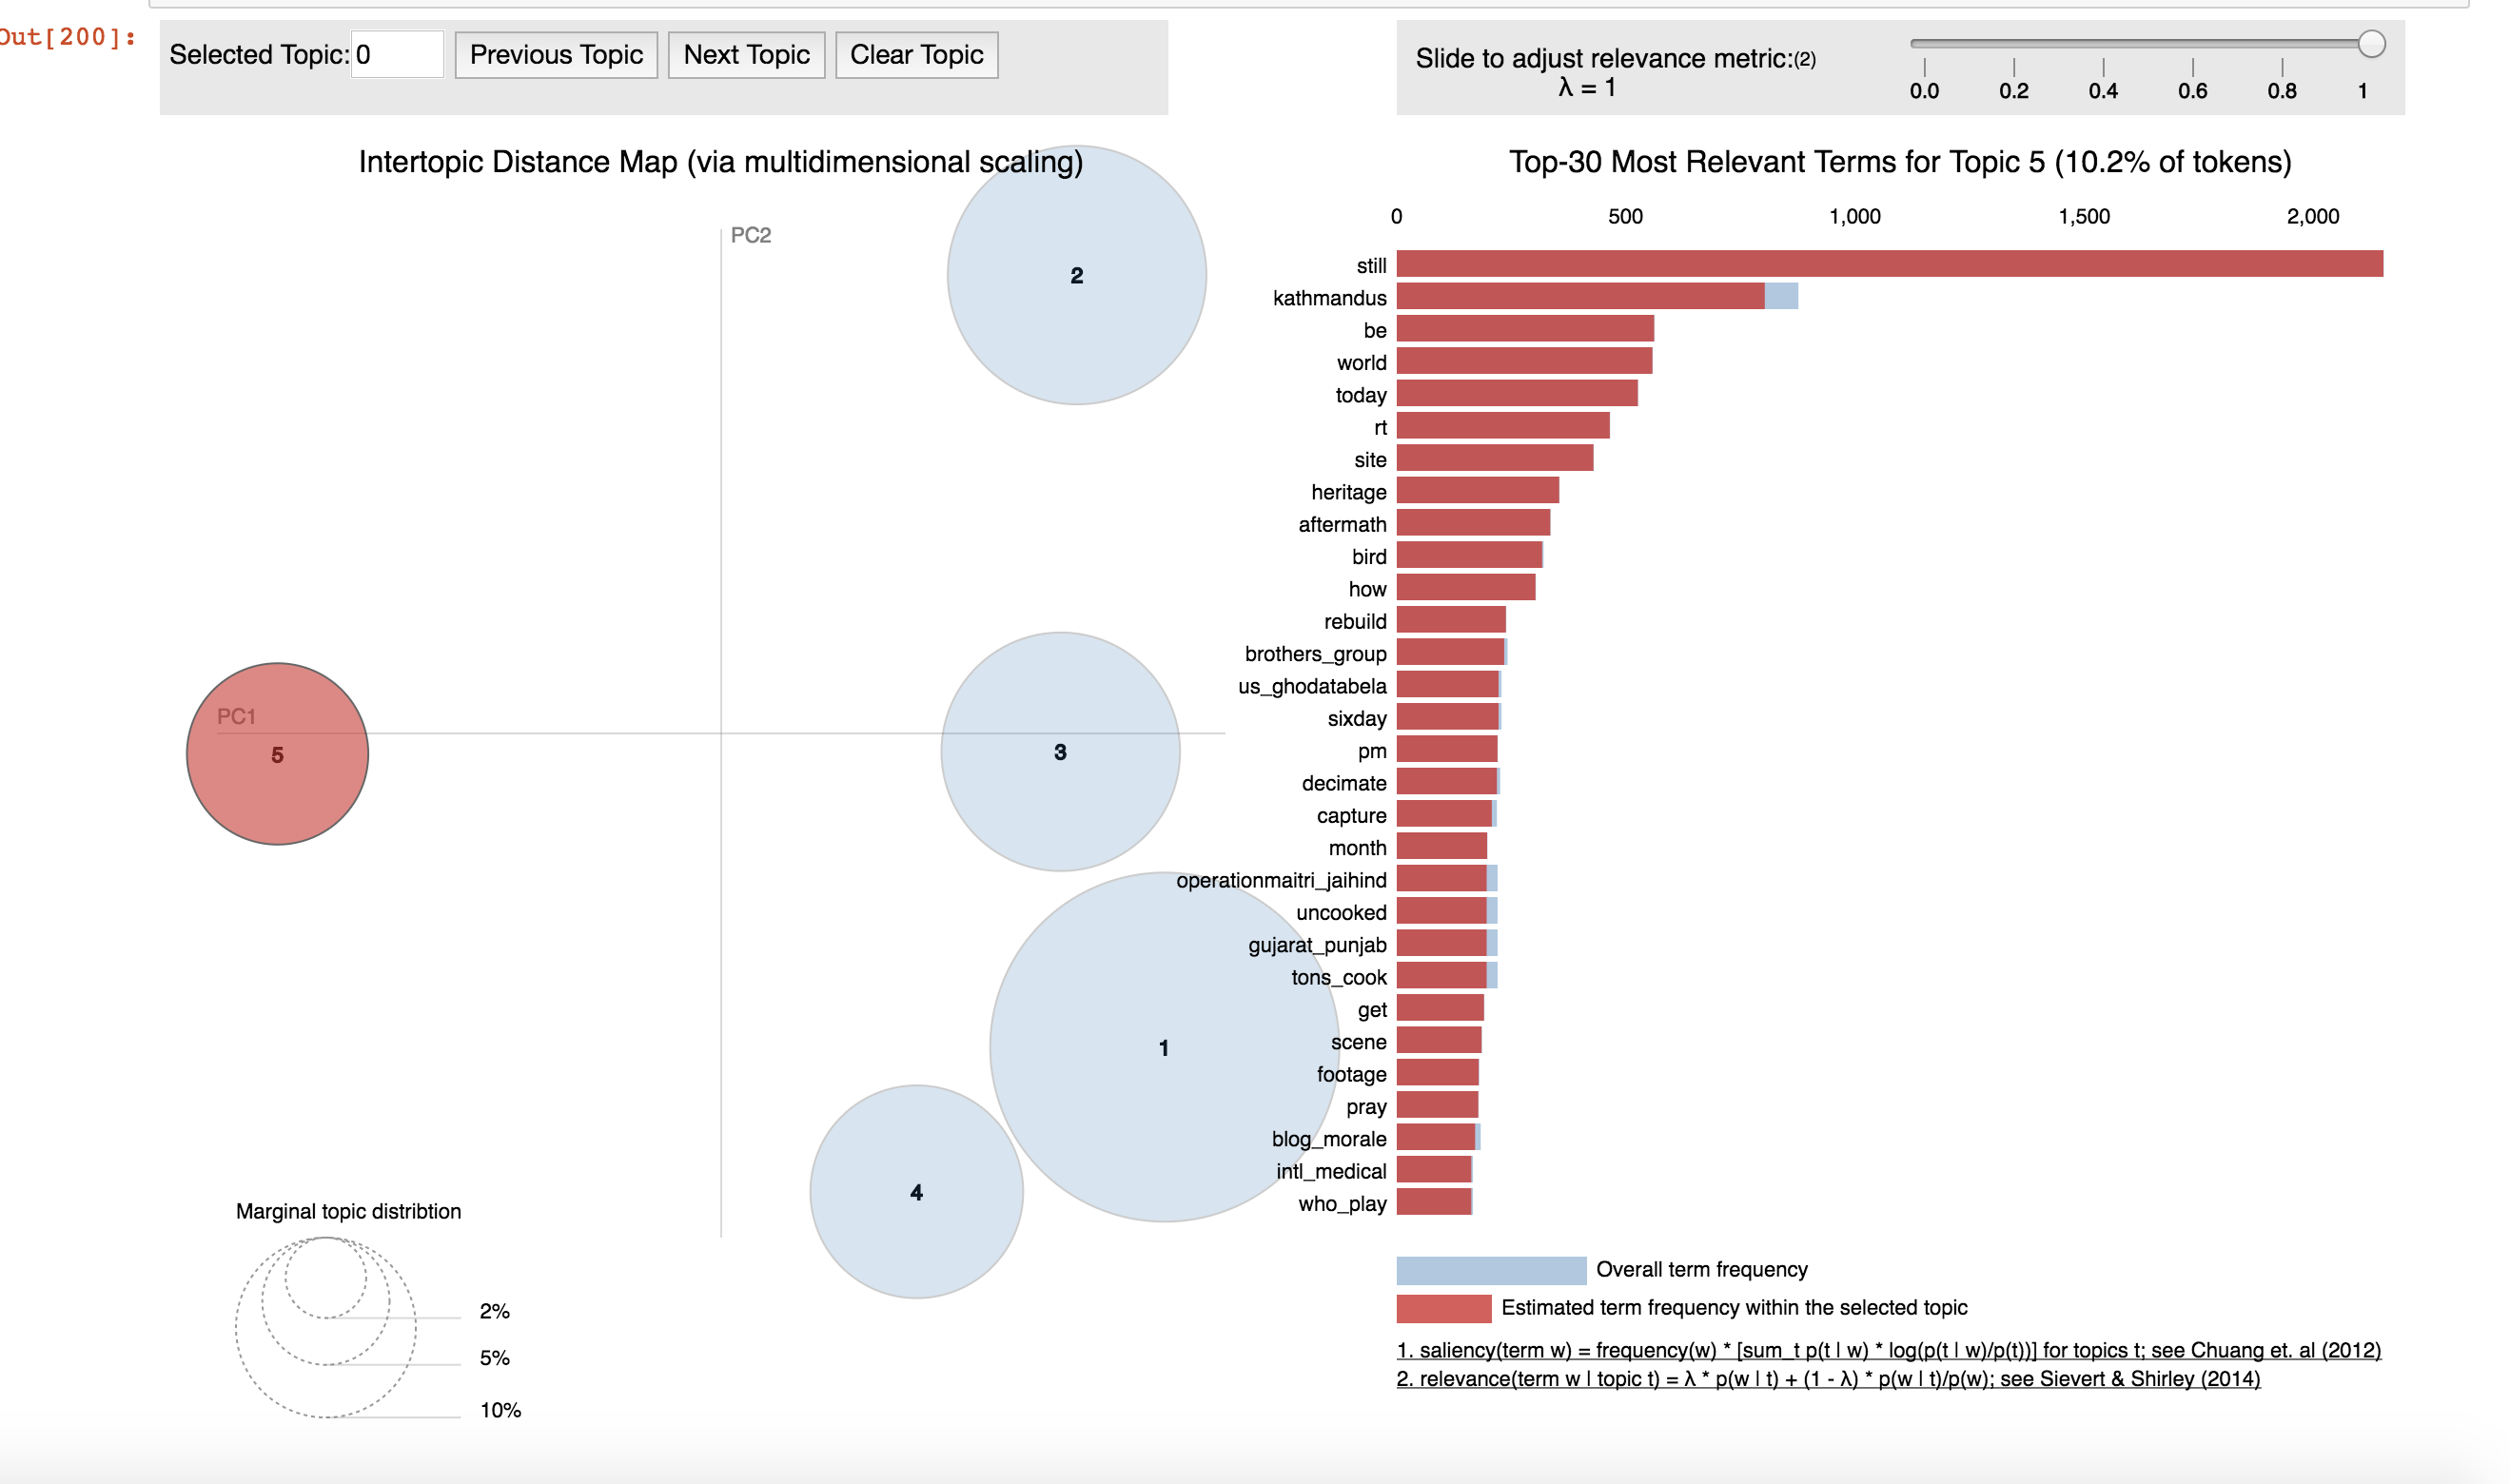 Out[200]:
Selected Topic: 0 Previous Topic Next Topic Clear Topic
Slide to adjust relevance metric:(2)
λ = 1
0.0 0.2 0.4 0.6 0.8 1
Intertopic Distance Map (via multidimensional scaling)
PC2
2
PC1
5
3
1
4
Marginal topic distribtion
2%
5%
10%
Top-30 Most Relevant Terms for Topic 5 (10.2% of tokens)
0 500 1,000 1,500 2,000
still
kathmandus
be
world
today
rt
site
heritage
aftermath
bird
how
rebuild
brothers_group
us_ghodatabela
sixday
pm
decimate
capture
month
operationmaitri_jaihind
uncooked
gujarat_punjab
tons_cook
get
scene
footage
pray
blog_morale
intl_medical
who_play
Overall term frequency
Estimated term frequency within the selected topic
1. saliency(term w) = frequency(w) * [sum_t p(t | w) * log(p(t | w)/p(t))] for topics t; see Chuang et. al (2012)
2. relevance(term w | topic t) = λ * p(w | t) + (1 - λ) * p(w | t)/p(w); see Sievert & Shirley (2014)